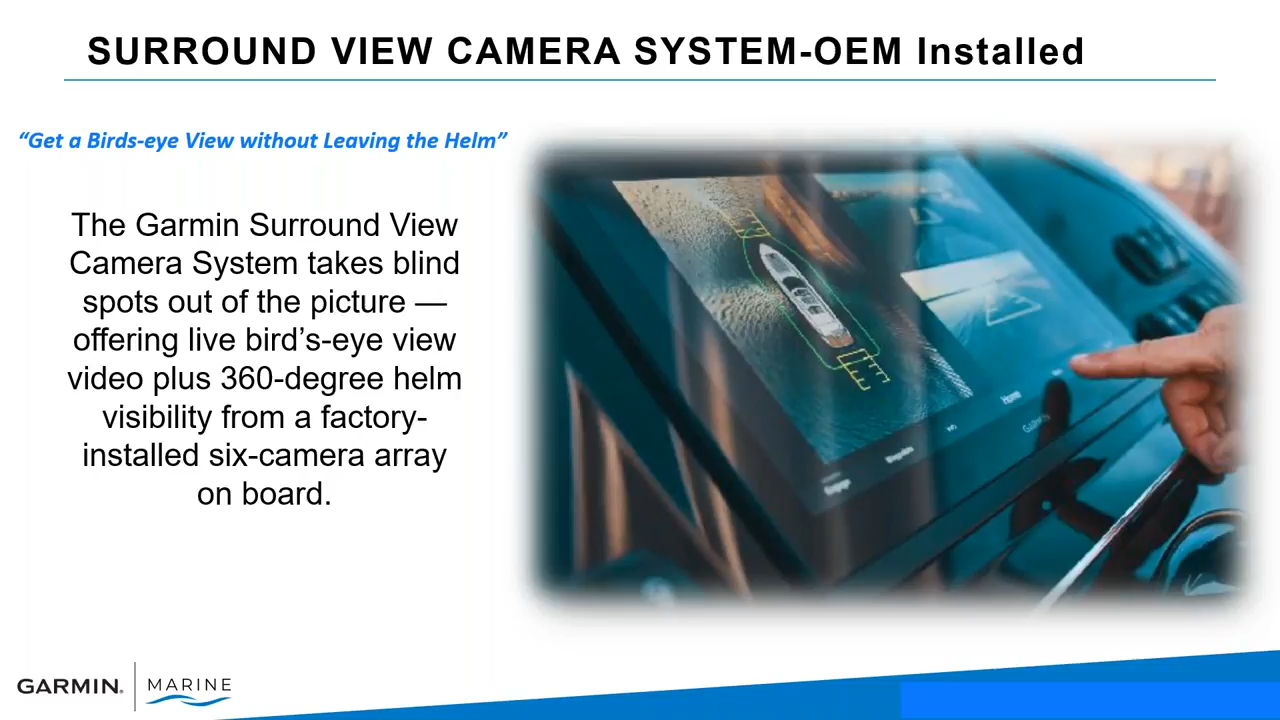 SURROUND VIEW CAMERA SYSTEM-OEM Installed
“Get a Birds-eye View without Leaving the Helm”
The Garmin Surround View
Camera System takes blind
spots out of the picture —
offering live bird’s-eye view
video plus 360-degree helm
visibility from a factory-
installed six-camera array
on board.
Home
GARMIN
GARMIN.
MARINE